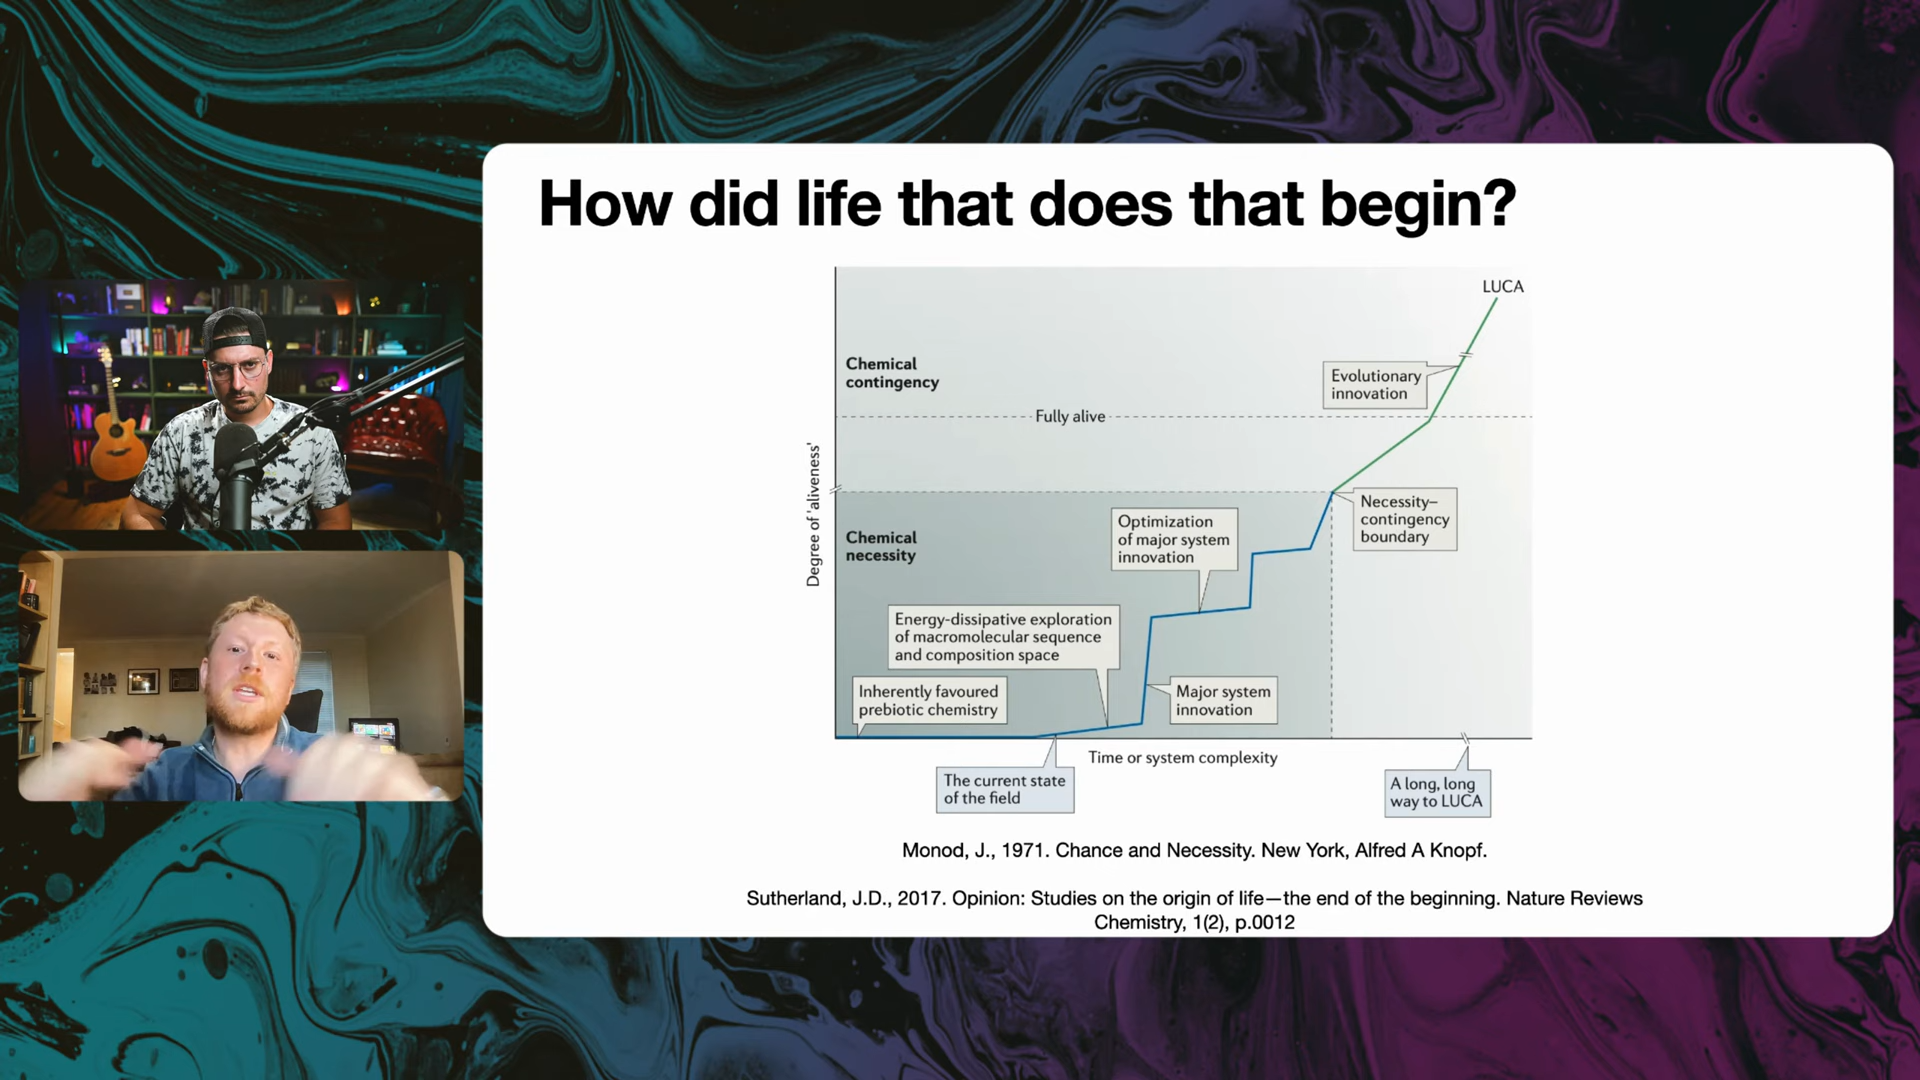 How did life that does that begin?
LUCA
Chemical
contingency
Evolutionary
innovation
Fully alive
Degree of 'aliveness'
Necessity–
contingency
boundary
Optimization
of major system
innovation
Chemical
necessity
Energy-dissipative exploration
of macromolecular sequence
and composition space
Inherently favoured
prebiotic chemistry
Major system
innovation
Time or system complexity
The current state
of the field
A long, long
way to LUCA
Monod, J., 1971. Chance and Necessity. New York, Alfred A Knopf.
Sutherland, J.D., 2017. Opinion: Studies on the origin of life—the end of the beginning. Nature Reviews
Chemistry, 1(2), p.0012